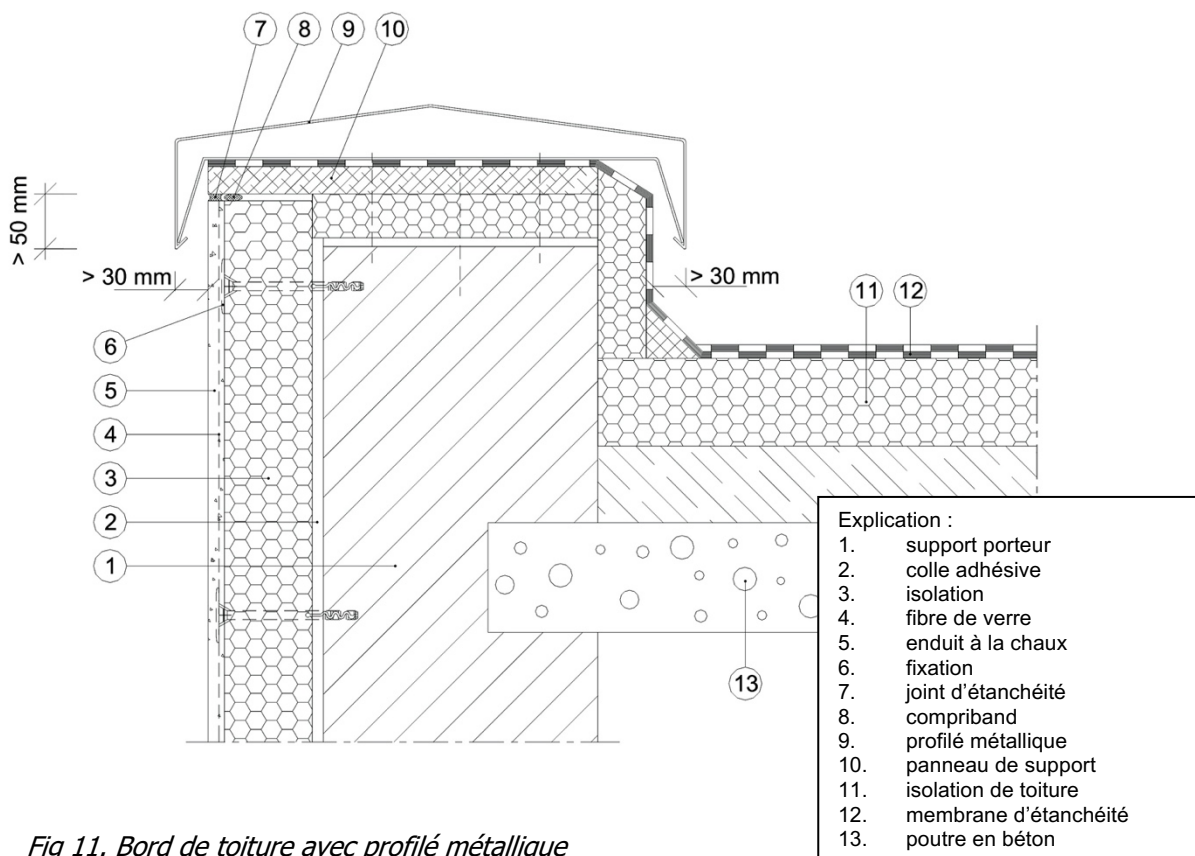 7 8 9 10
> 50 mm
> 30 mm
> 30 mm
11 12
6
5
4
3
2
1
13
Explication :
1. support porteur
2. colle adhésive
3. isolation
4. fibre de verre
5. enduit à la chaux
6. fixation
7. joint d’étanchéité
8. compriband
9. profilé métallique
10. panneau de support
11. isolation de toiture
12. membrane d’étanchéité
13. poutre en béton
Fig 11. Bord de toiture avec profilé métallique